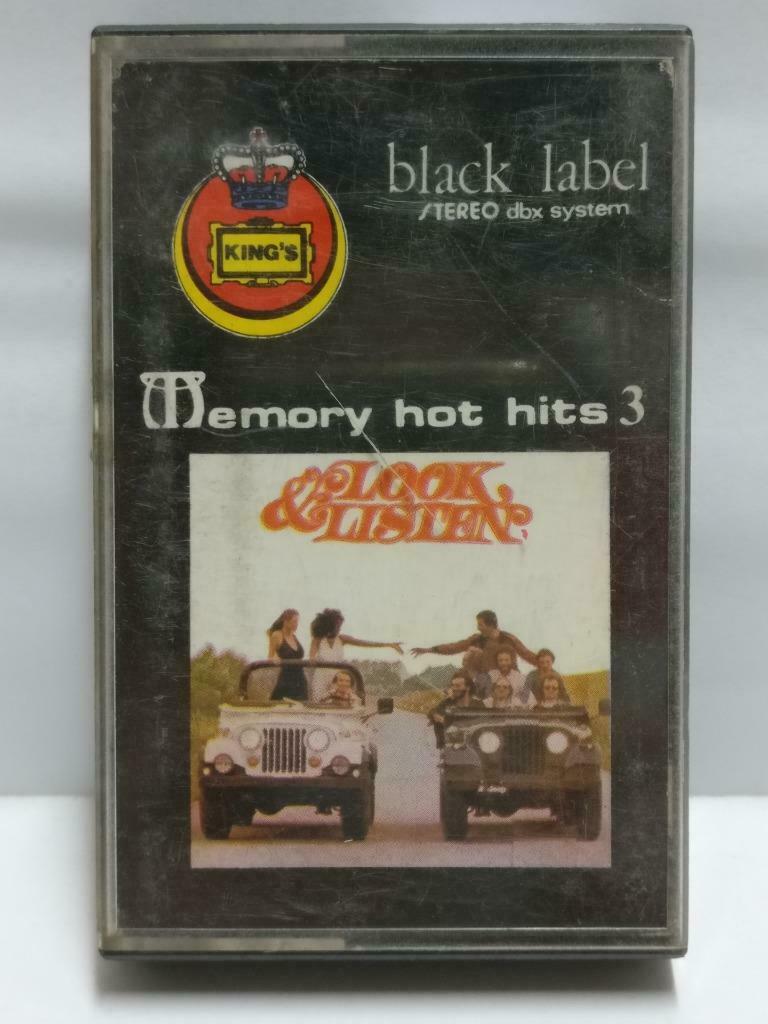 KING'S
black label
STEREO dbx system
Memory hot hits 3
LOOK,
& LISTEN,